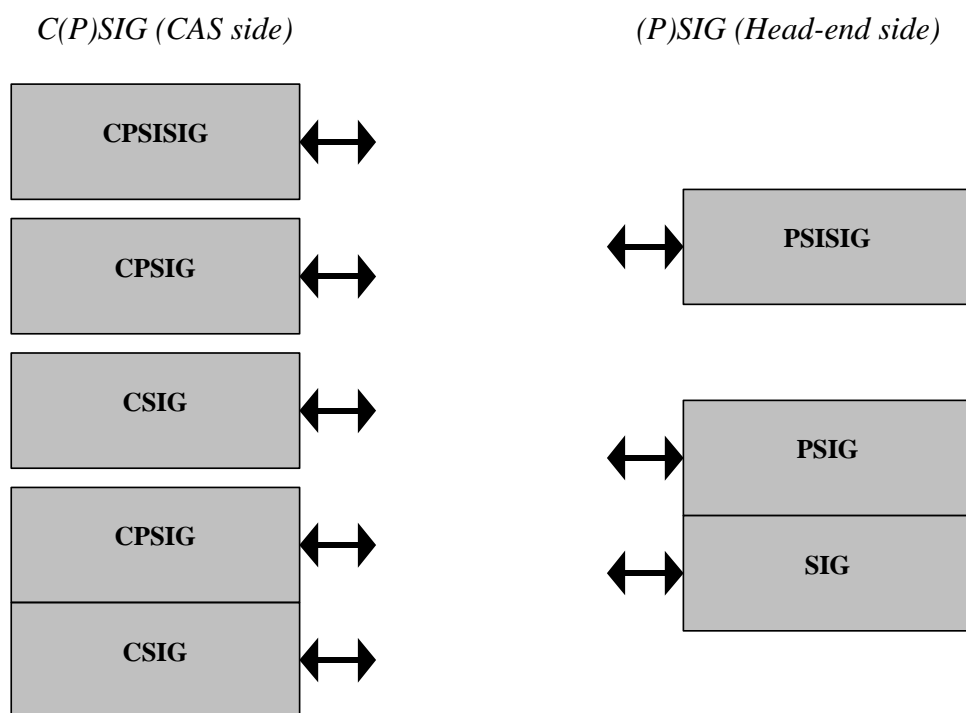 C(P)SIG (CAS side)
(P)SIG (Head-end side)
CPSISIG
CPSIG
CSIG
CPSIG
CSIG
PSISIG
PSIG
SIG